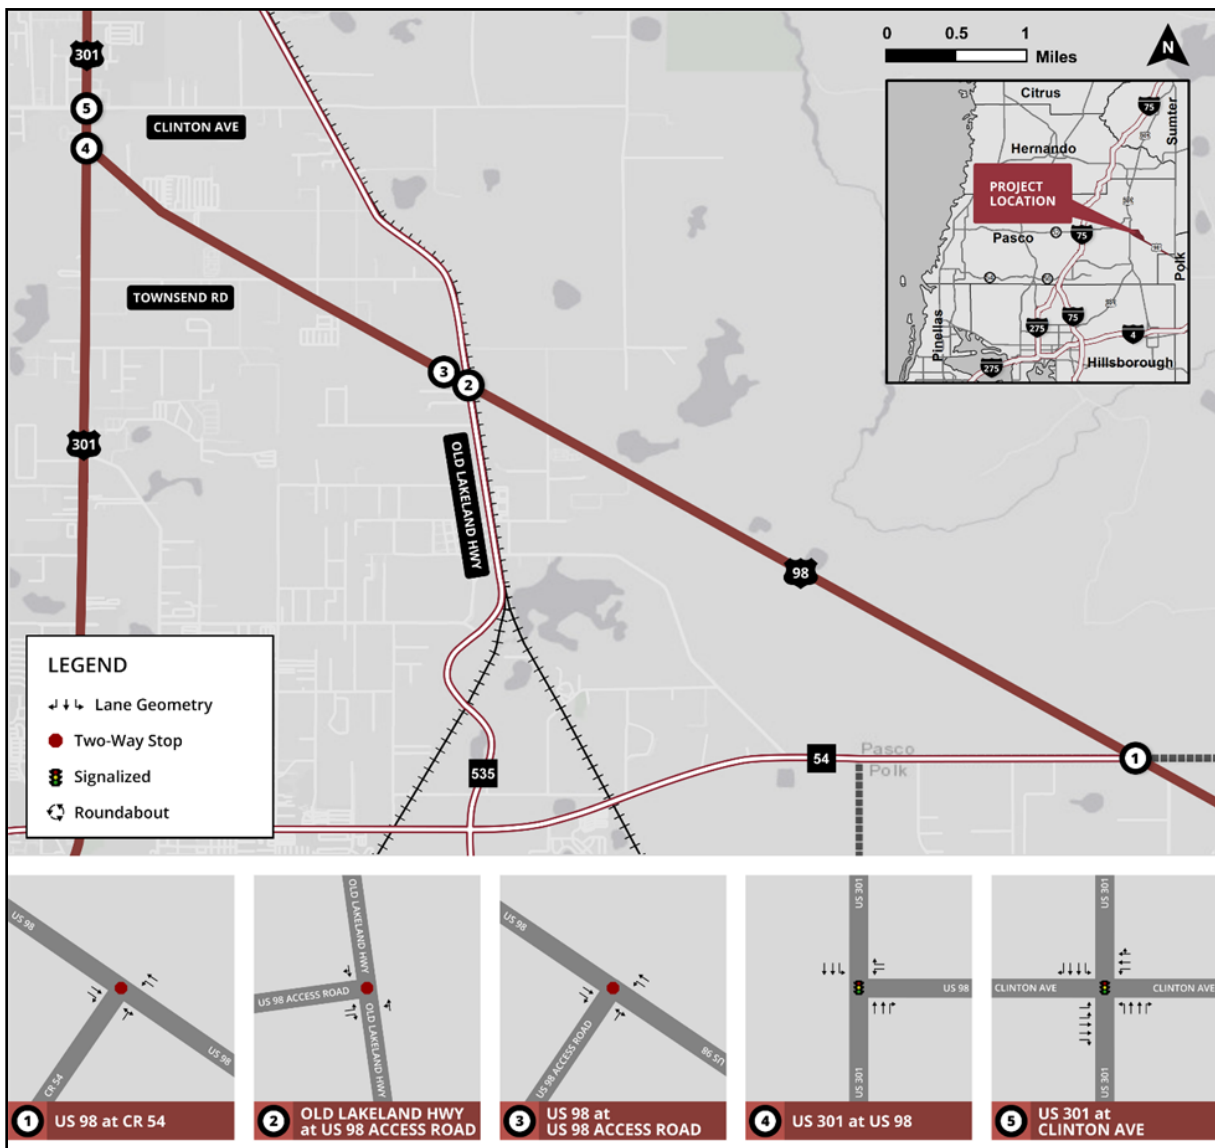 301
5
CLINTON AVE
4
TOWNSEND RD
3
2
301
OLD LAKELAND HWY
98
54
Pasco
Polk
1
535
0 0.5 1
Miles
N
Citrus
75
Sumter
Hernando
PROJECT
LOCATION
Pasco
75
98
Polk
Pinellas
275
75
4
275
Hillsborough
LEGEND
Lane Geometry
Two-Way Stop
Signalized
Roundabout
US 98
US 98
CR 54
1 US 98 at CR 54
OLD LAKELAND HWY
US 98 ACCESS ROAD
OLD LAKELAND HWY
2 OLD LAKELAND HWY
at US 98 ACCESS ROAD
US 98
US 98
US 98 ACCESS ROAD
3 US 98 at
US 98 ACCESS ROAD
US 301
US 98
US 301
4 US 301 at US 98
US 301
CLINTON AVE CLINTON AVE
US 301
5 US 301 at
CLINTON AVE